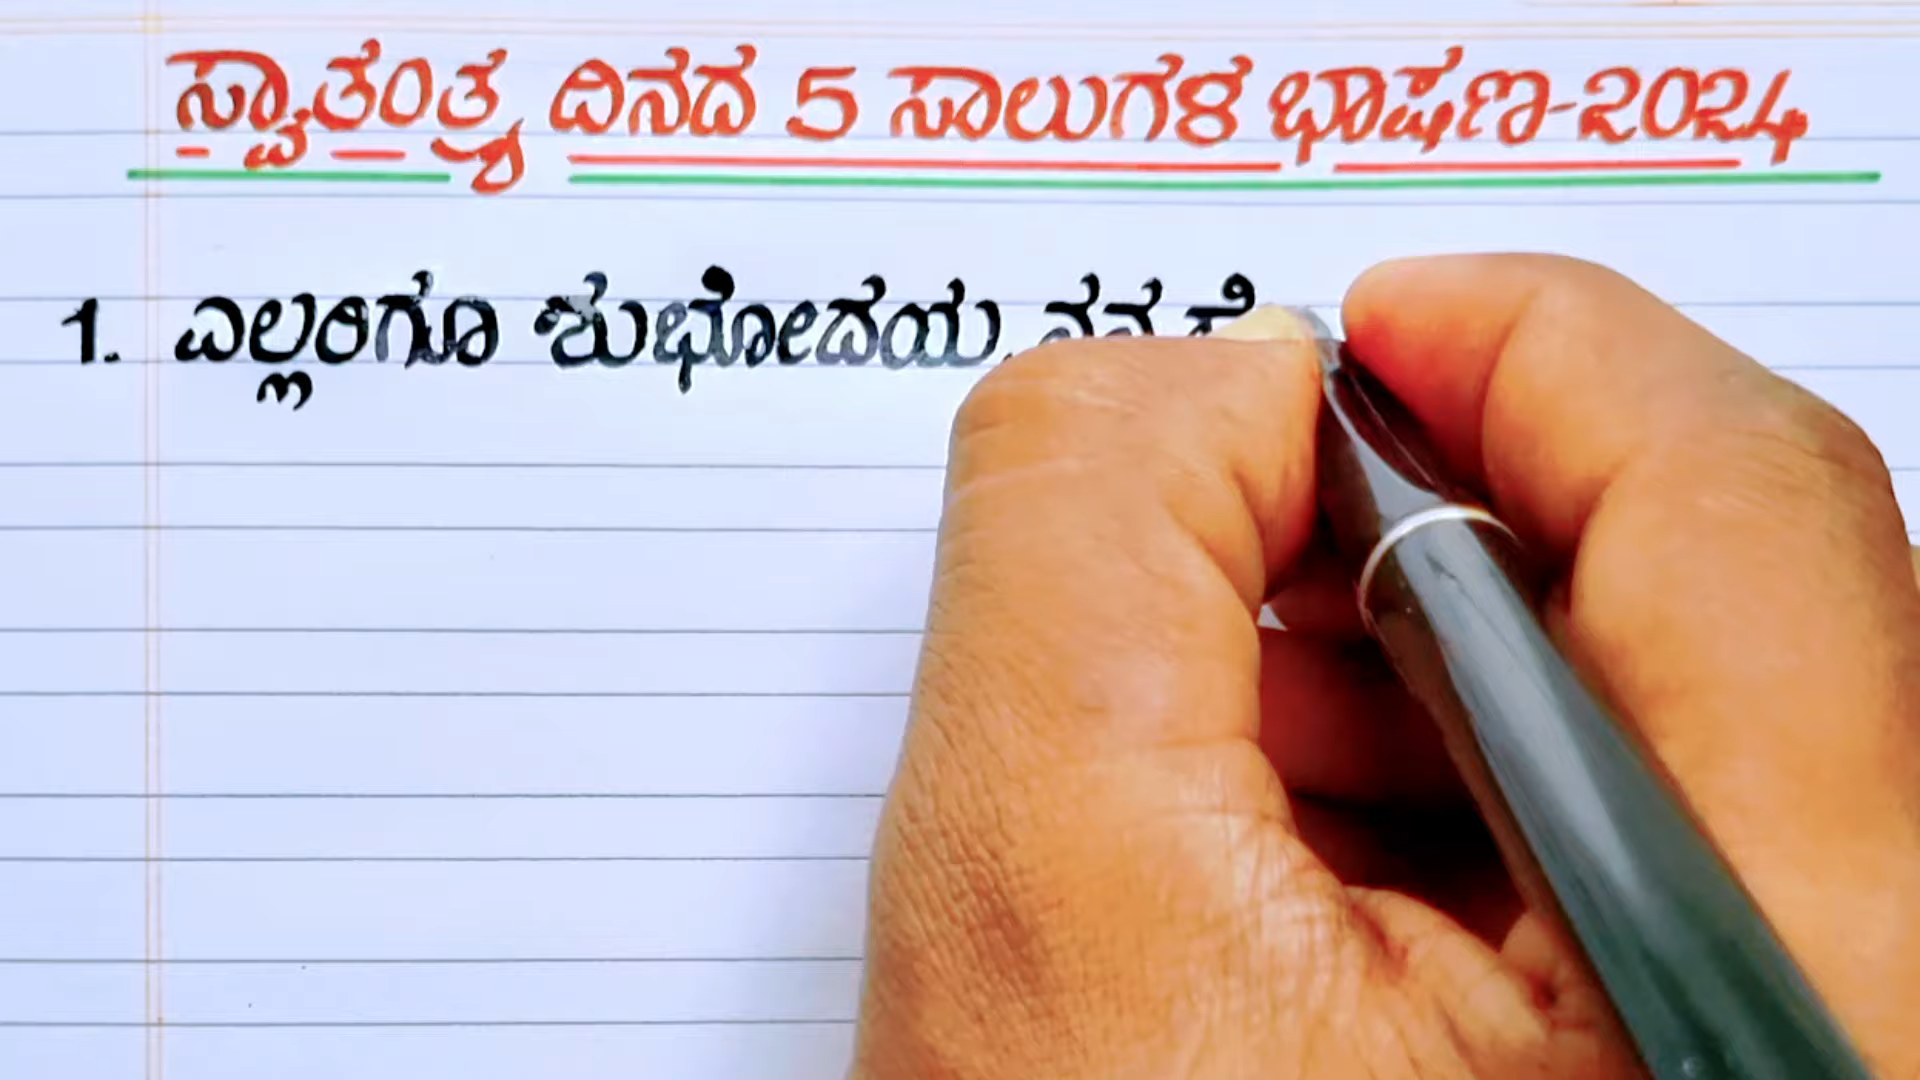 ಸ್ವಾತಂತ್ರ್ಯ ದಿನದ 5 ಸಾಲುಗಳ ಭಾಷಣ-2024
1. ಎಲ್ಲರಿಗೂ ಶುಭೋದಯ